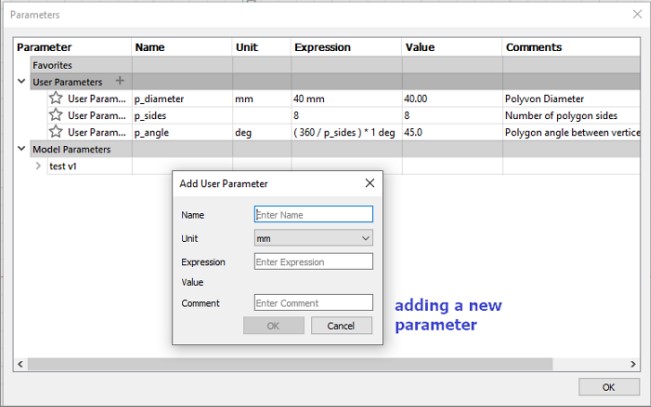 Parameters
Parameter Name Unit Expression Value Comments
Favorites
User Parameters +
User Param... p_diameter mm 40 mm 40.00 Polyvon Diameter
User Param... p_sides 8 8 Number of polygon sides
User Param... p_angle deg ( 360 / p_sides ) * 1 deg 45.0 Polygon angle between vertice
Model Parameters
test v1
Add User Parameter
Name Enter Name
Unit mm
Expression Enter Expression
Value
Comment Enter Comment
OK Cancel
adding a new
parameter
OK